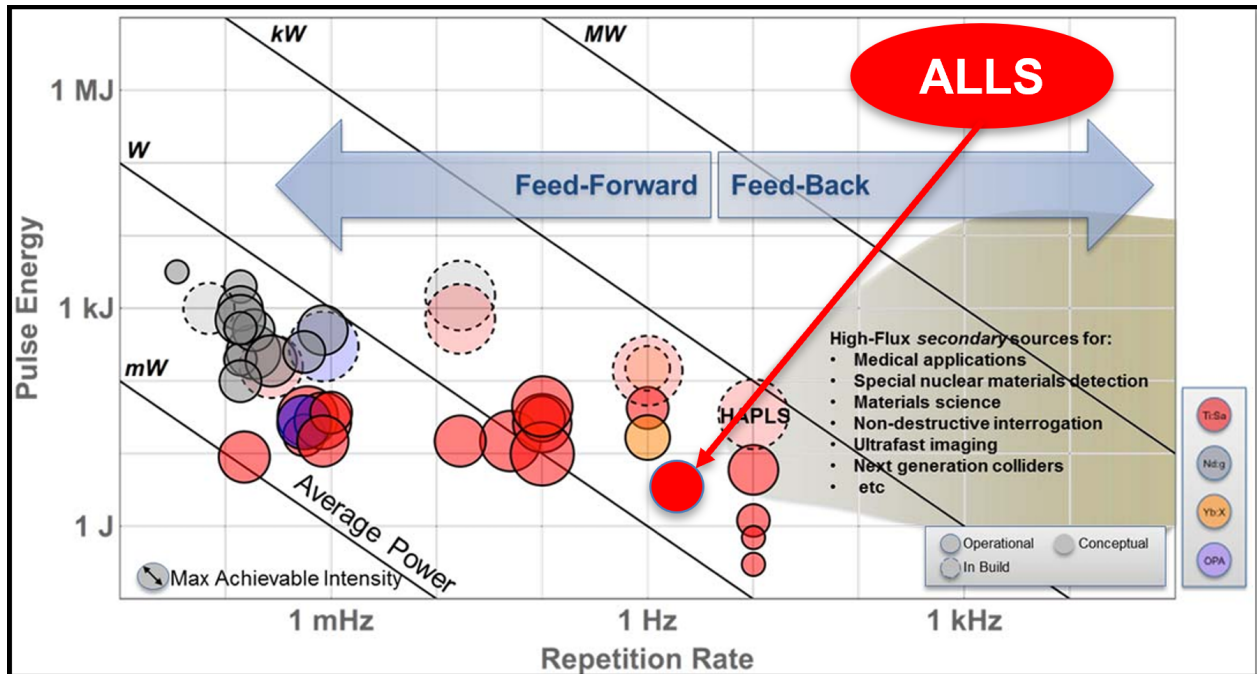 kW
MW
ALLS
1 MJ
W
Feed-Forward
Feed-Back
Pulse Energy
1 kJ
mW
High-Flux secondary sources for:
• Medical applications
• Special nuclear materials detection
• Materials science
• Non-destructive interrogation
• Ultrafast imaging
• Next generation colliders
• etc
HAPLS
Ti:Sa
Nd:g
Yb:X
OPA
1 J
Average Power
Max Achievable Intensity
Operational
Conceptual
In Build
1 mHz
1 Hz
1 kHz
Repetition Rate